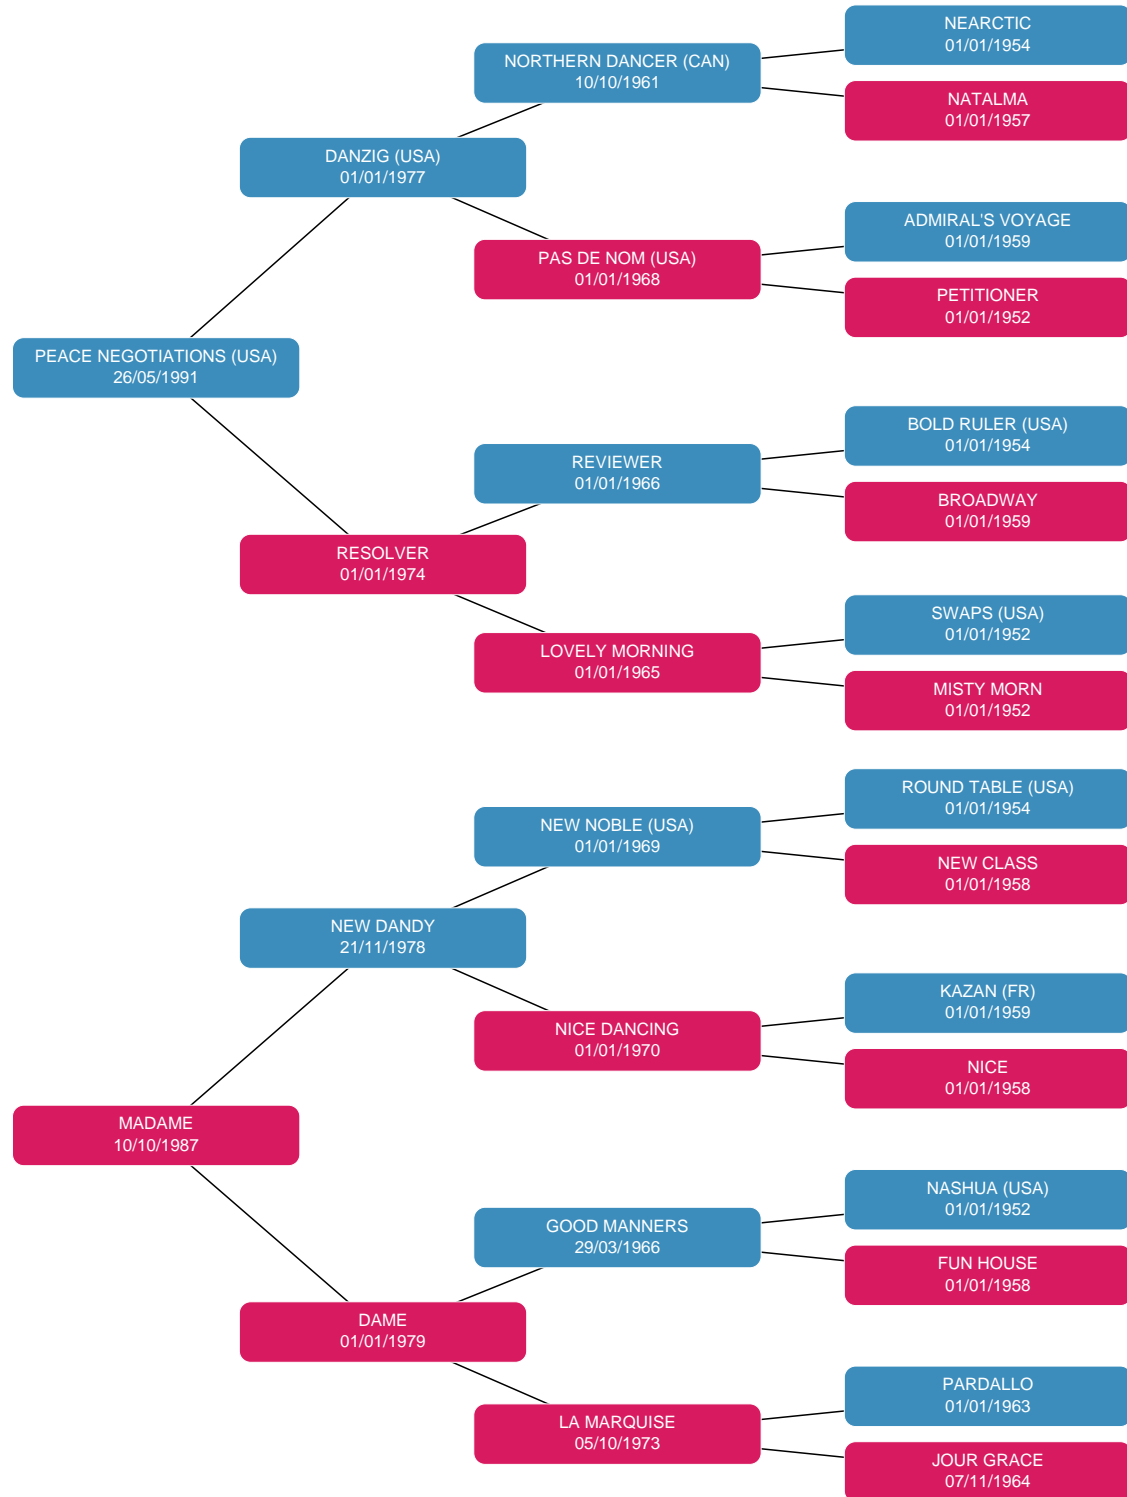 NEARCTIC
01/01/1954
NORTHERN DANCER (CAN)
10/10/1961
NATALMA
01/01/1957
DANZIG (USA)
01/01/1977
ADMIRAL'S VOYAGE
01/01/1959
PAS DE NOM (USA)
01/01/1968
PETITIONER
01/01/1952
PEACE NEGOTIATIONS (USA)
26/05/1991
BOLD RULER (USA)
01/01/1954
REVIEWER
01/01/1966
BROADWAY
01/01/1959
RESOLVER
01/01/1974
SWAPS (USA)
01/01/1952
LOVELY MORNING
01/01/1965
MISTY MORN
01/01/1952
ROUND TABLE (USA)
01/01/1954
NEW NOBLE (USA)
01/01/1969
NEW CLASS
01/01/1958
NEW DANDY
21/11/1978
KAZAN (FR)
01/01/1959
NICE DANCING
01/01/1970
NICE
01/01/1958
MADAME
10/10/1987
NASHUA (USA)
01/01/1952
GOOD MANNERS
29/03/1966
FUN HOUSE
01/01/1958
DAME
01/01/1979
PARDALLO
01/01/1963
LA MARQUISE
05/10/1973
JOUR GRACE
07/11/1964